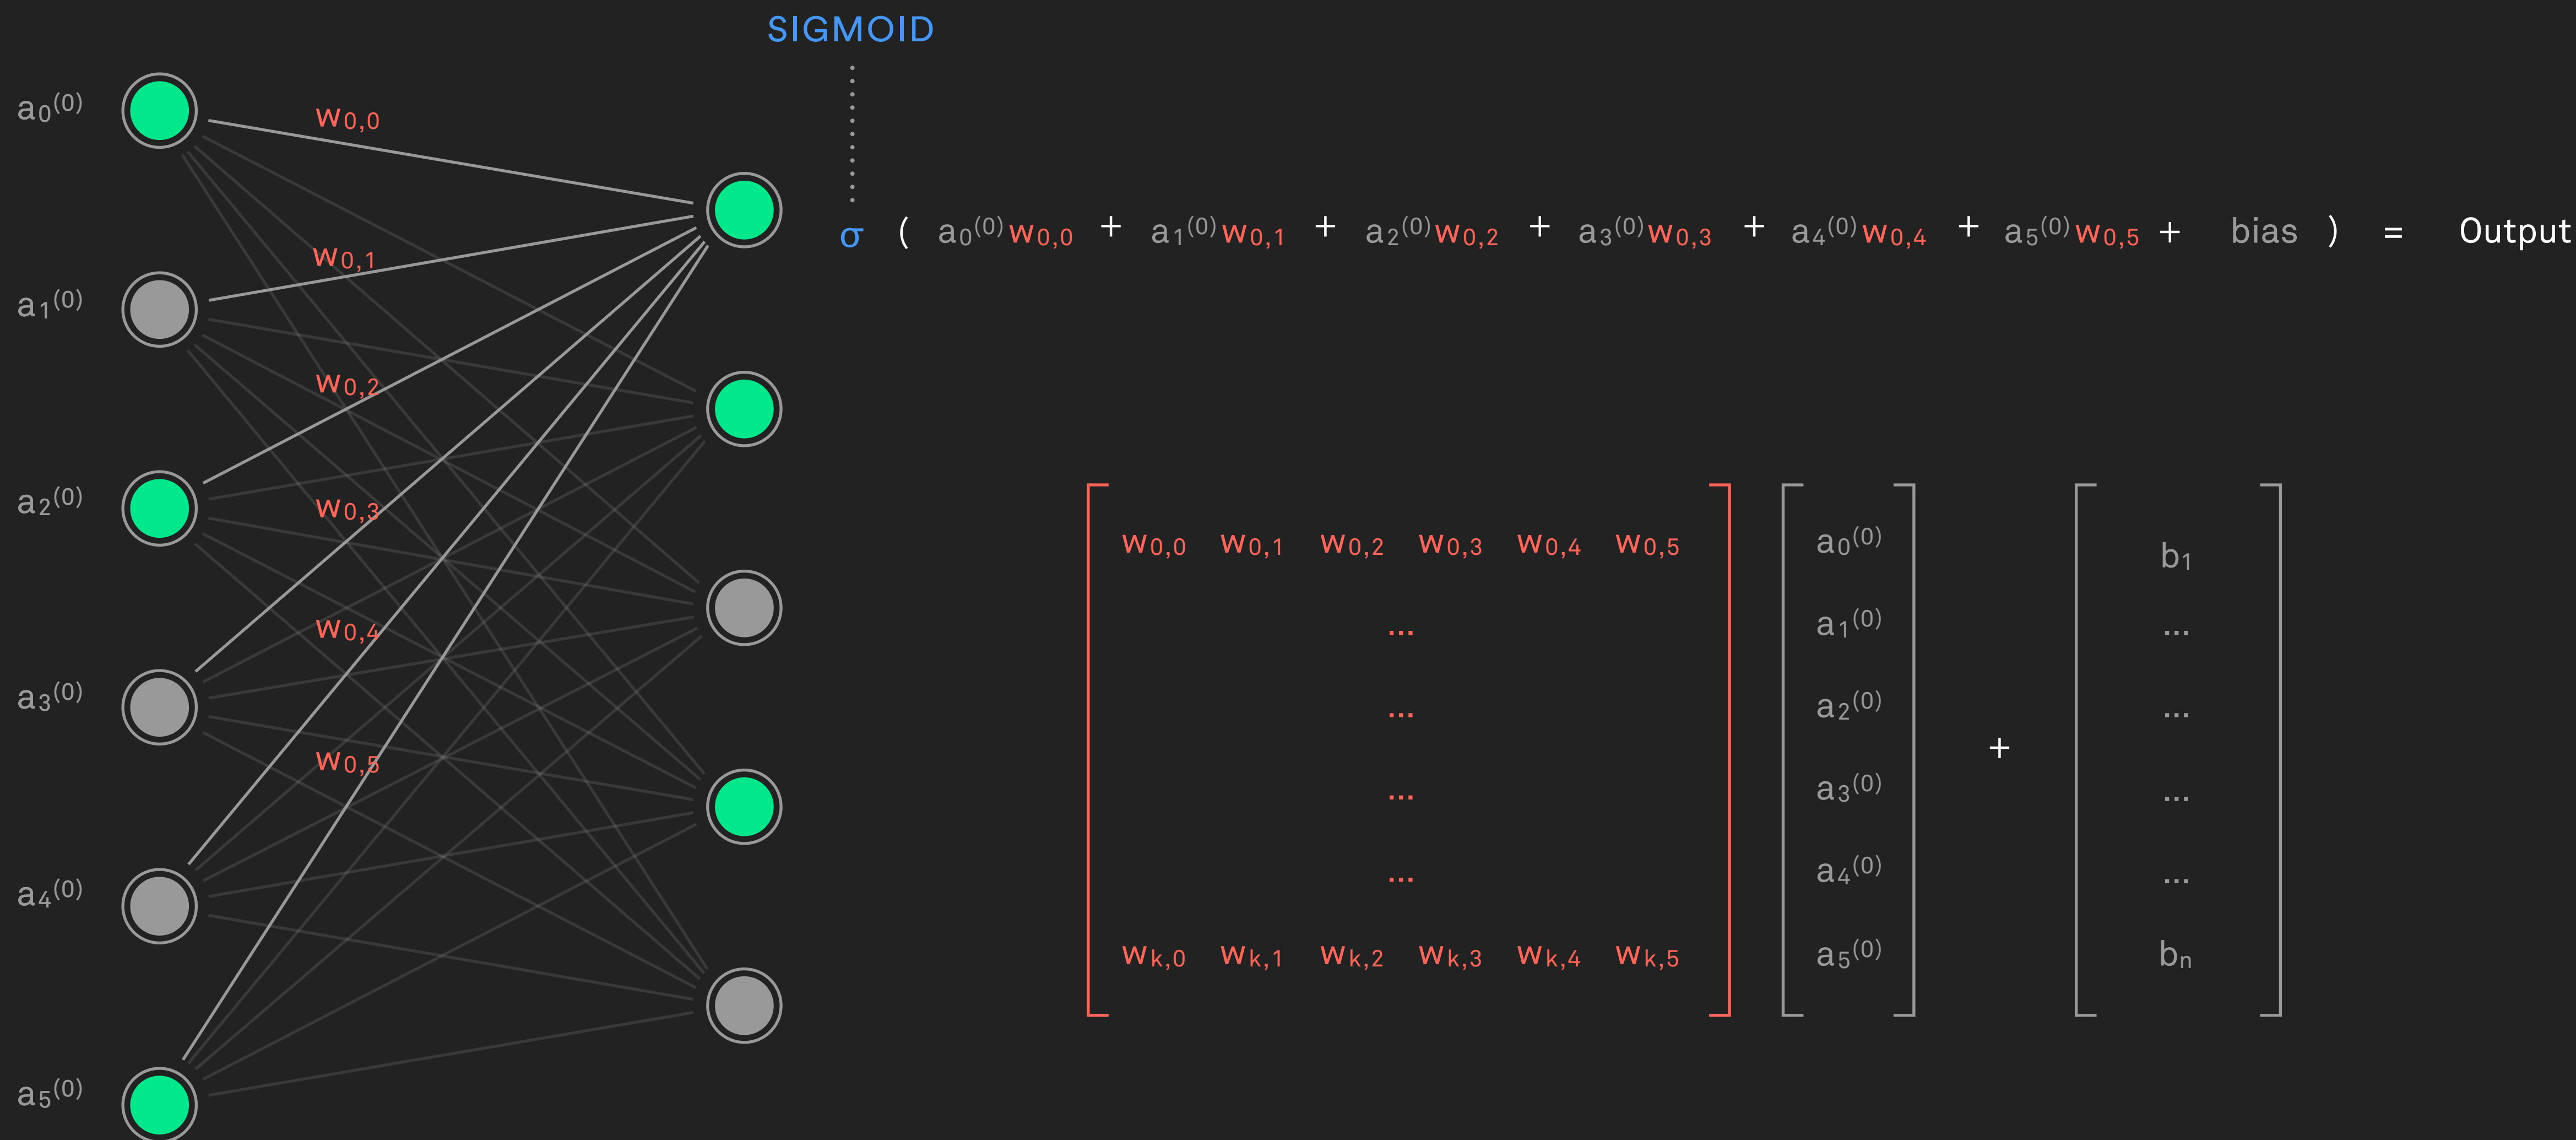 SIGMOID
a₀⁽⁰⁾
w₀,₀
σ ( a₀⁽⁰⁾w₀,₀ + a₁⁽⁰⁾w₀,₁ + a₂⁽⁰⁾w₀,₂ + a₃⁽⁰⁾w₀,₃ + a₄⁽⁰⁾w₀,₄ + a₅⁽⁰⁾w₀,₅ + bias ) = Output
w₀,₁
a₁⁽⁰⁾
w₀,₂
a₂⁽⁰⁾
w₀,₃
w₀,₄
a₃⁽⁰⁾
w₀,₅
a₄⁽⁰⁾
a₅⁽⁰⁾
w₀,₀ w₀,₁ w₀,₂ w₀,₃ w₀,₄ w₀,₅
...
...
...
...
wₖ,₀ wₖ,₁ wₖ,₂ wₖ,₃ wₖ,₄ wₖ,₅
a₀⁽⁰⁾
a₁⁽⁰⁾
a₂⁽⁰⁾
a₃⁽⁰⁾
a₄⁽⁰⁾
a₅⁽⁰⁾
+
b₁
...
...
...
...
bₙ